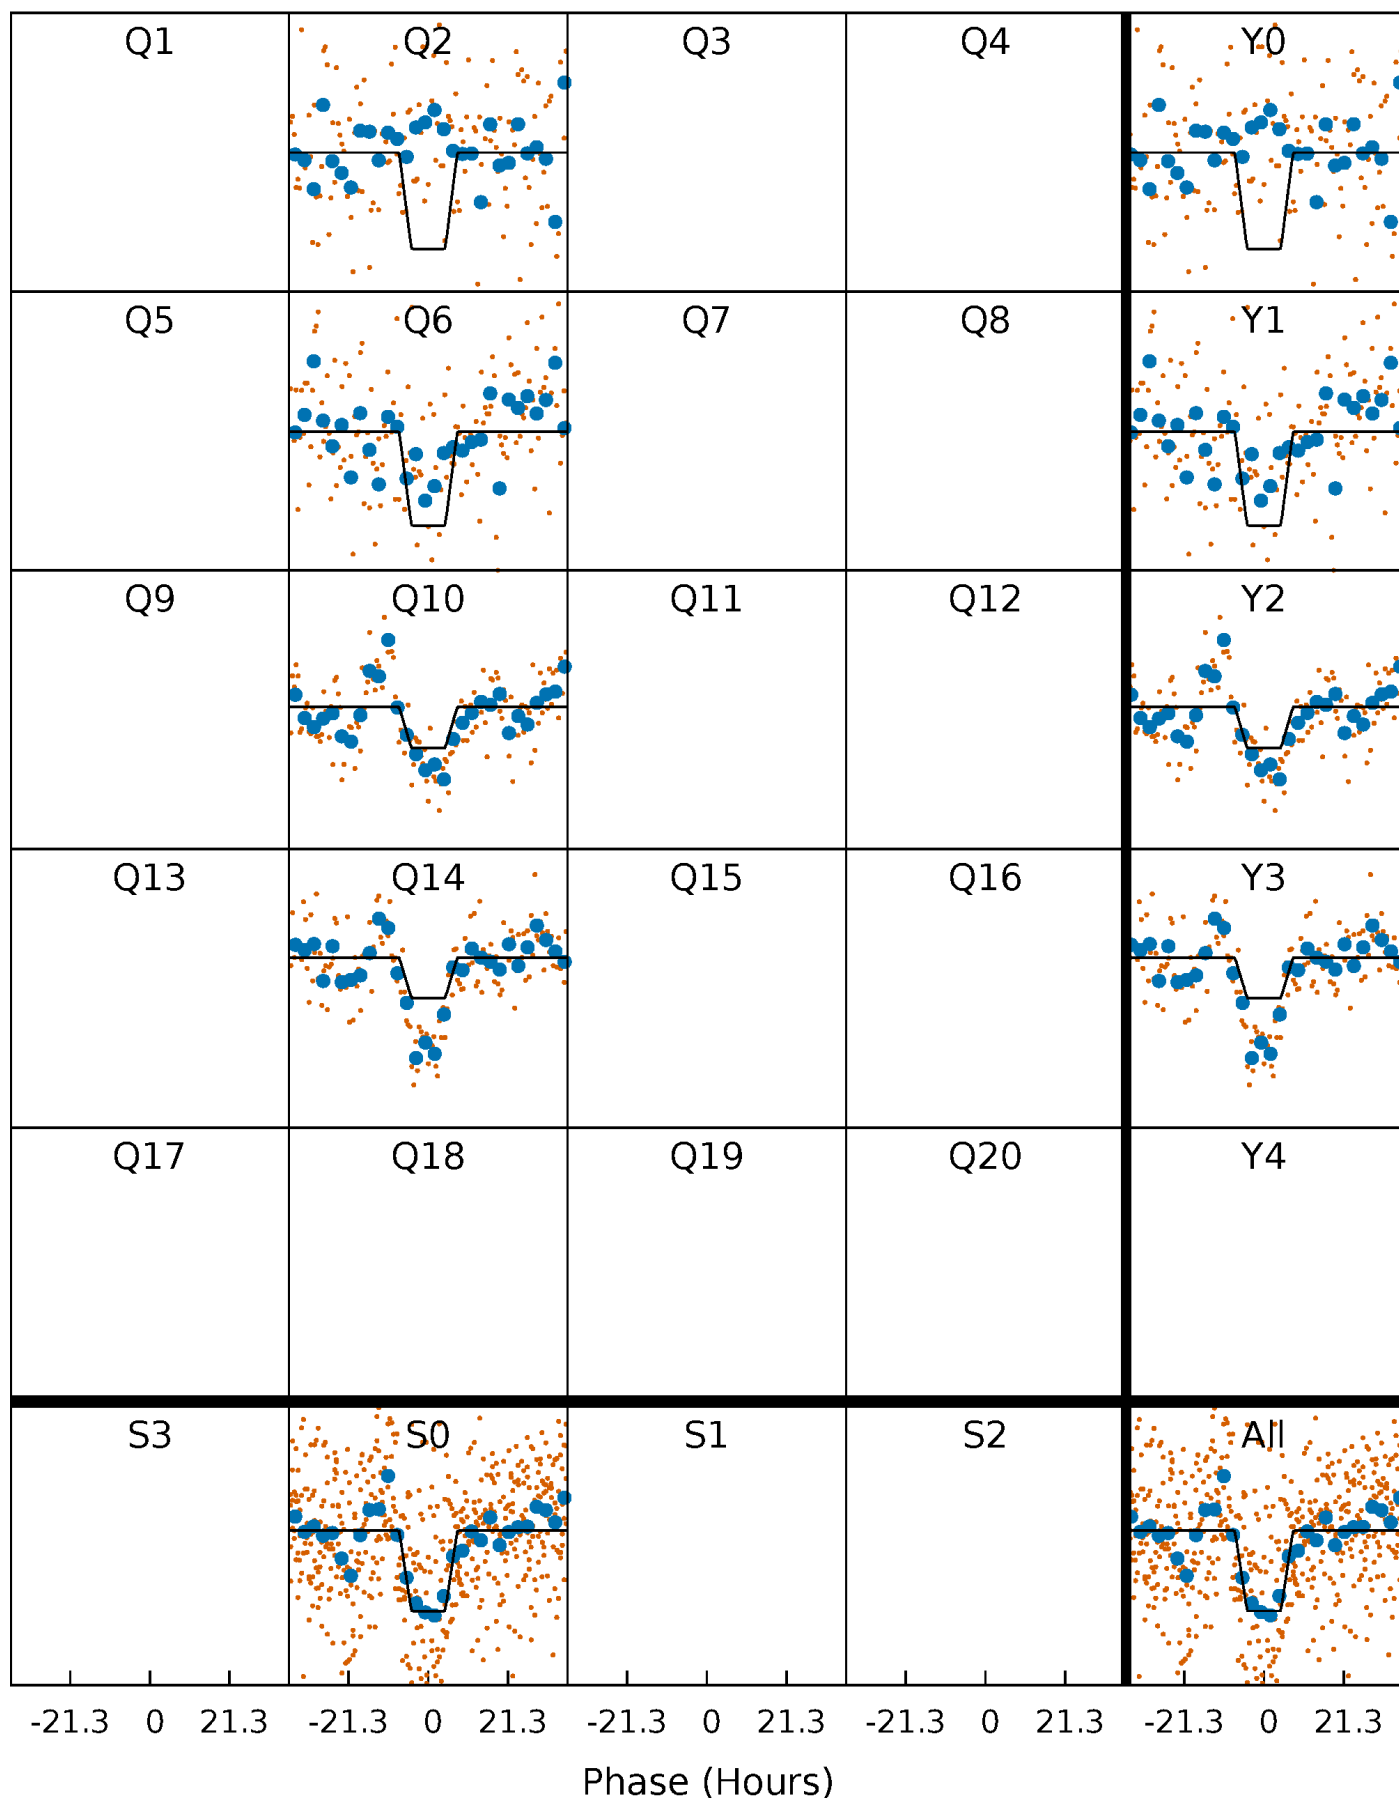 Q1 Q2 Q3 Q4 Y0
Q5 Q6 Q7 Q8 Y1
Q9 Q10 Q11 Q12 Y2
Q13 Q14 Q15 Q16 Y3
Q17 Q18 Q19 Q20 Y4
S3 S0 S1 S2 All
-21.3 0 21.3 -21.3 0 21.3 -21.3 0 21.3 -21.3 0 21.3 -21.3 0 21.3
Phase (Hours)